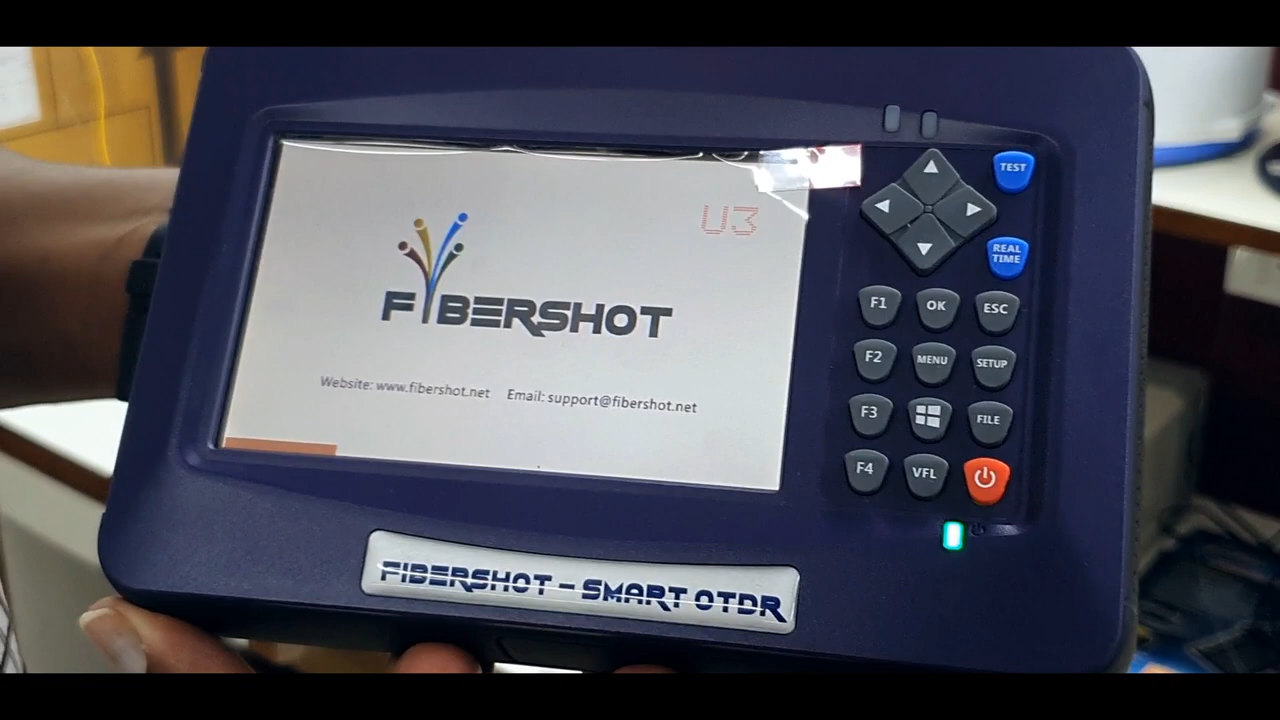 U3
FIBERSHOT
Website: www.fibershot.net Email: support@fibershot.net
TEST
REAL
TIME
F1 OK ESC
F2 MENU SETUP
F3 FILE
F4 VFL
FIBERSHOT - SMART OTDR